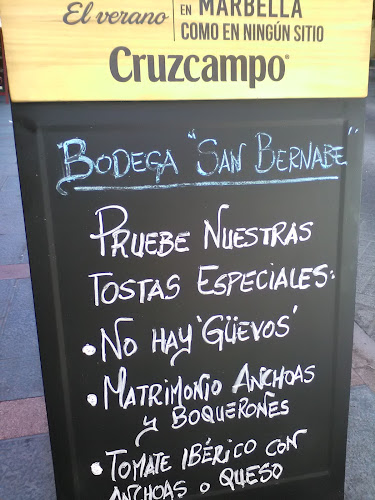 El verano EN MARBELLA
COMO EN NINGÚN SITIO
Cruzcampo
BODEGA "SAN BERNABE"
PRUEBE NUESTRAS
TOSTAS ESPECIALES:
• NO HAY 'GÜEVOS'
• MATRIMONIO ANCHOAS
Y BOQUERONES
• TOMATE IBÉRICO CON
ANCHOAS O QUESO